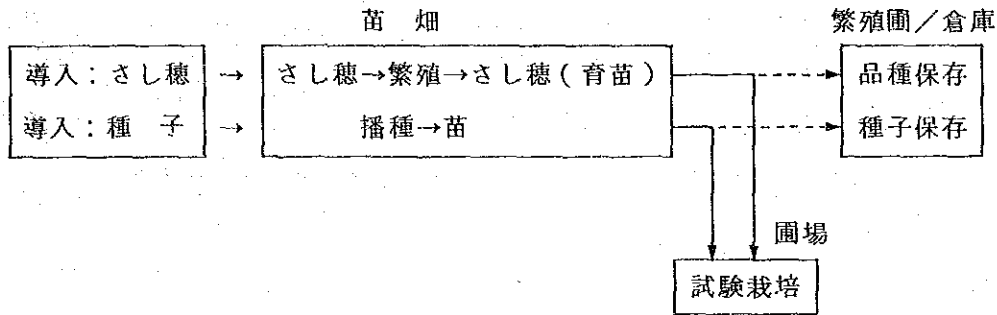 苗 畑
繁殖圃/倉庫
導入:さし穂 → さし穂→繁殖→さし穂(育苗) 品種保存
導入:種 子 → 播種→苗 種子保存
圃場
試験栽培